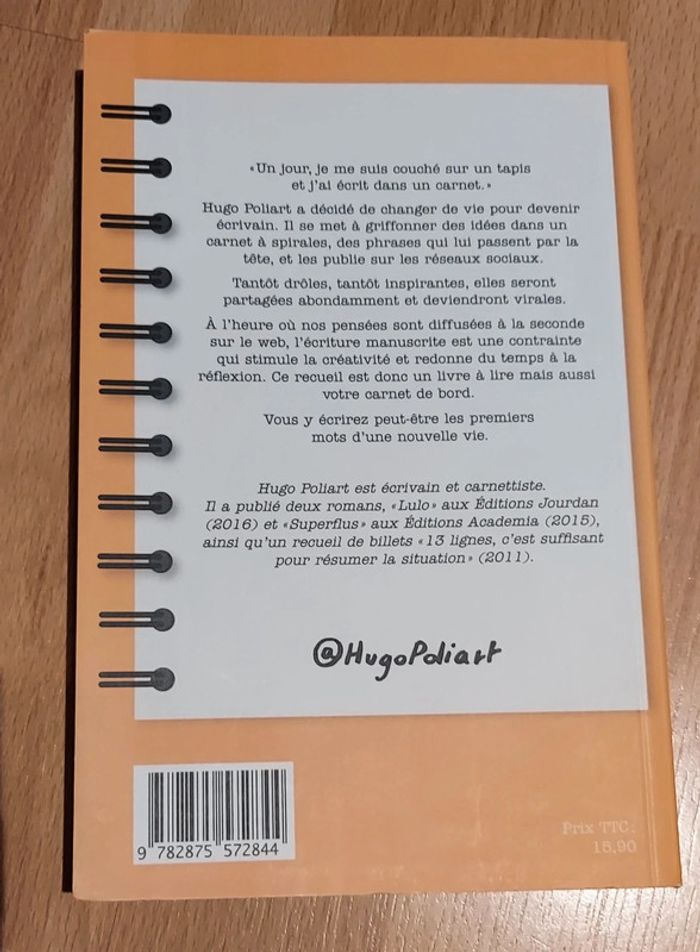 «Un jour, je me suis couché sur un tapis
et j'ai écrit dans un carnet.»
Hugo Poliart a décidé de changer de vie pour devenir
écrivain. Il se met à griffonner des idées dans un
carnet à spirales, des phrases qui lui passent par la
tête, et les publie sur les réseaux sociaux.
Tantôt drôles, tantôt inspirantes, elles seront
partagées abondamment et deviendront virales.
À l'heure où nos pensées sont diffusées à la seconde
sur le web, l'écriture manuscrite est une contrainte
qui stimule la créativité et redonne du temps à la
réflexion. Ce recueil est donc un livre à lire mais aussi
votre carnet de bord.
Vous y écrirez peut-être les premiers
mots d'une nouvelle vie.
Hugo Poliart est écrivain et carnettiste.
Il a publié deux romans, «Lulo» aux Éditions Jourdan
(2016) et «Superflus» aux Éditions Academia (2015),
ainsi qu'un recueil de billets «13 lignes, c'est suffisant
pour résumer la situation» (2011).
@HugoPoliart
9 782875 572844
Prix TTC:
15,90